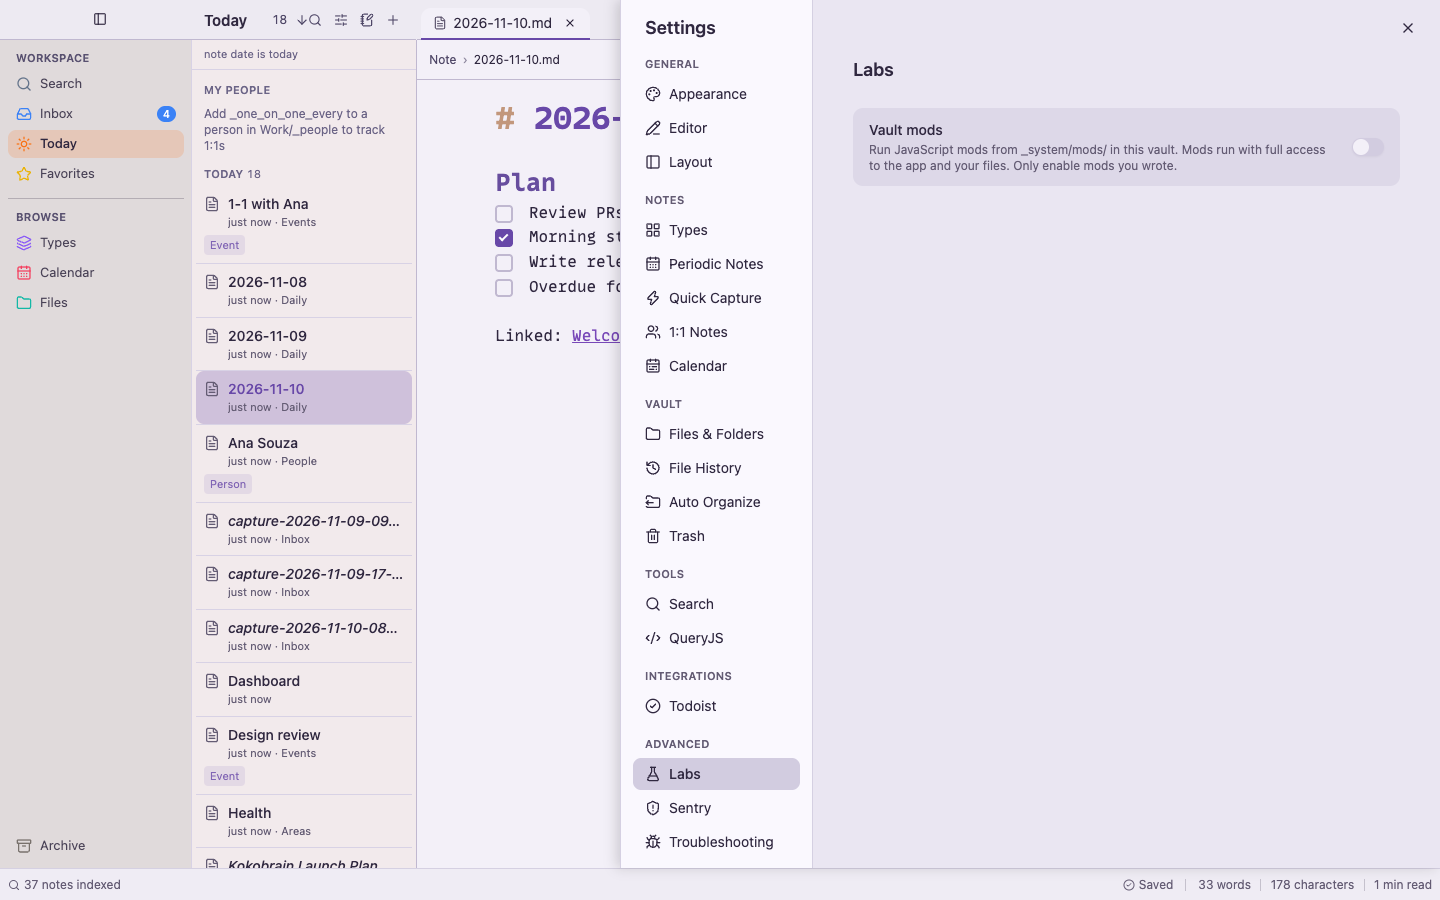 WORKSPACE
Search
Inbox
4
Today
Favorites
BROWSE
Types
Calendar
Files
Archive
Today
18
note date is today
MY PEOPLE
Add _one_on_one_every to a
person in Work/_people to track
1:1s
TODAY 18
1-1 with Ana
just now · Events
Event
2026-11-08
just now · Daily
2026-11-09
just now · Daily
2026-11-10
just now · Daily
Ana Souza
just now · People
Person
capture-2026-11-09-09...
just now · Inbox
capture-2026-11-09-17-...
just now · Inbox
capture-2026-11-10-08...
just now · Inbox
Dashboard
just now
Design review
just now · Events
Event
Health
just now · Areas
Kokobrain Launch Plan
2026-11-10.md
Note › 2026-11-10.md
# 2026-
Plan
Review PRs
Morning st
Write rele
Overdue fo
Linked: Welco
Settings
GENERAL
Appearance
Editor
Layout
NOTES
Types
Periodic Notes
Quick Capture
1:1 Notes
Calendar
VAULT
Files & Folders
File History
Auto Organize
Trash
TOOLS
Search
QueryJS
INTEGRATIONS
Todoist
ADVANCED
Labs
Sentry
Troubleshooting
Labs
Vault mods
Run JavaScript mods from _system/mods/ in this vault. Mods run with full access
to the app and your files. Only enable mods you wrote.
37 notes indexed
Saved
33 words
178 characters
1 min read